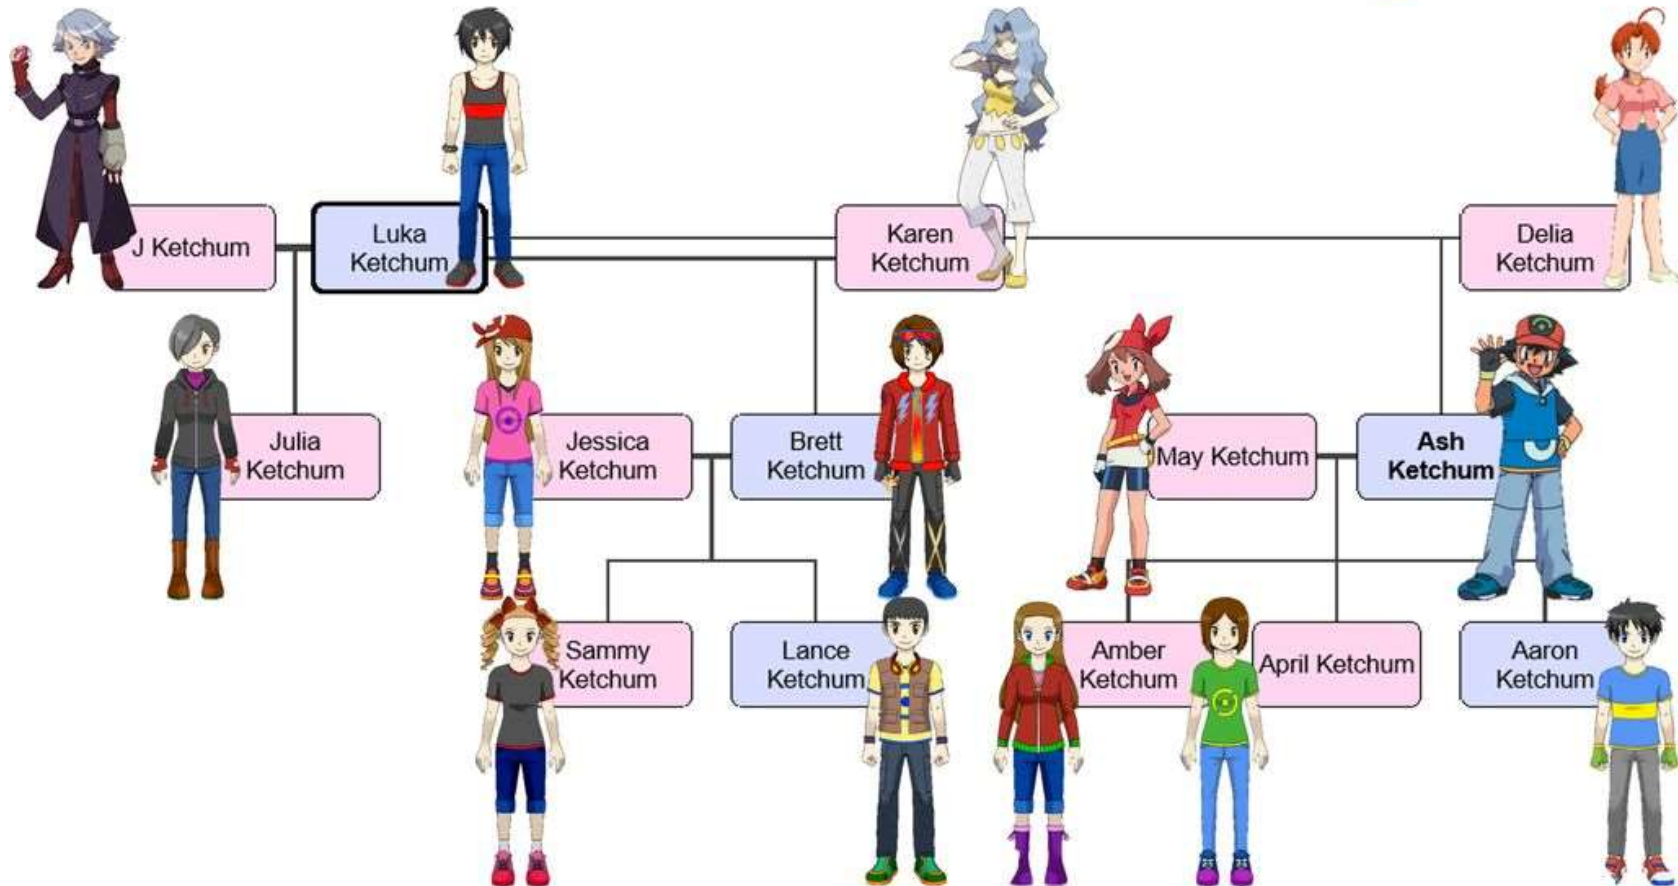 J Ketchum
Luka
Ketchum
Karen
Ketchum
Delia
Ketchum
Julia
Ketchum
Jessica
Ketchum
Brett
Ketchum
May Ketchum
Ash
Ketchum
Sammy
Ketchum
Lance
Ketchum
Amber
Ketchum
April Ketchum
Aaron
Ketchum